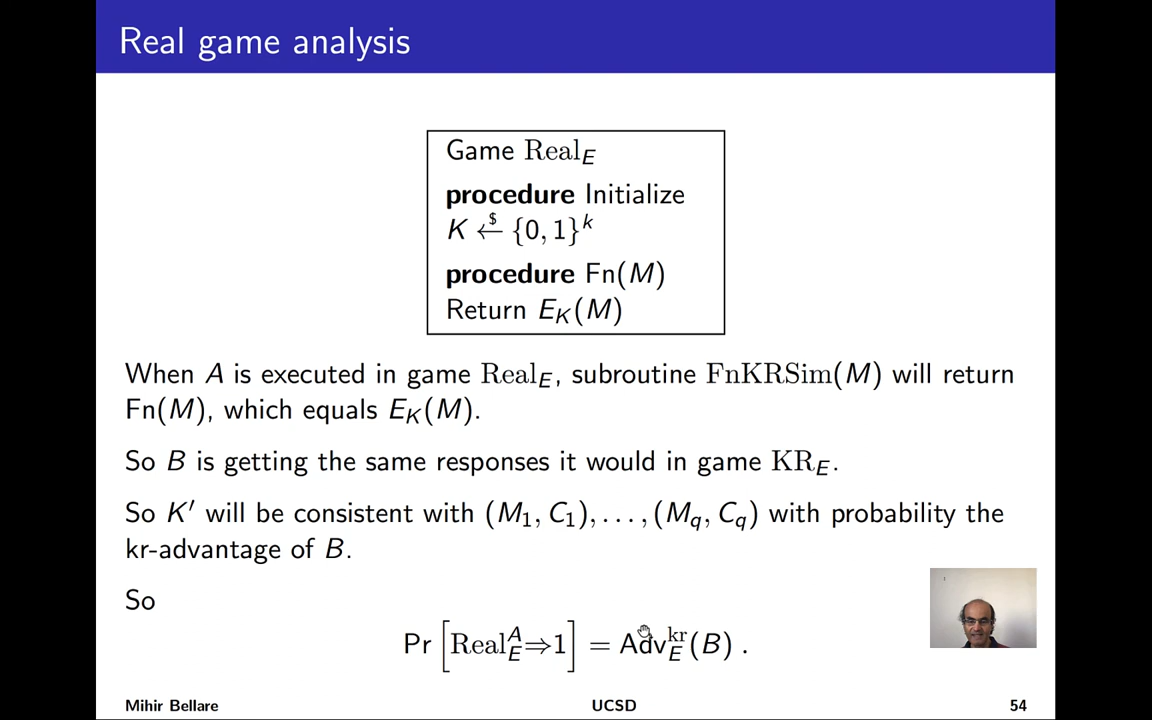 Real game analysis
Game Real_E
procedure Initialize
K ←$ {0, 1}^k
procedure Fn(M)
Return E_K(M)
When A is executed in game Real_E, subroutine FnKRSim(M) will return
Fn(M), which equals E_K(M).
So B is getting the same responses it would in game KR_E.
So K′ will be consistent with (M_1, C_1), . . . , (M_q, C_q) with probability the
kr-advantage of B.
So
Pr [Real_E^A⇒1] = Adv_E^kr(B) .
Mihir Bellare UCSD 54